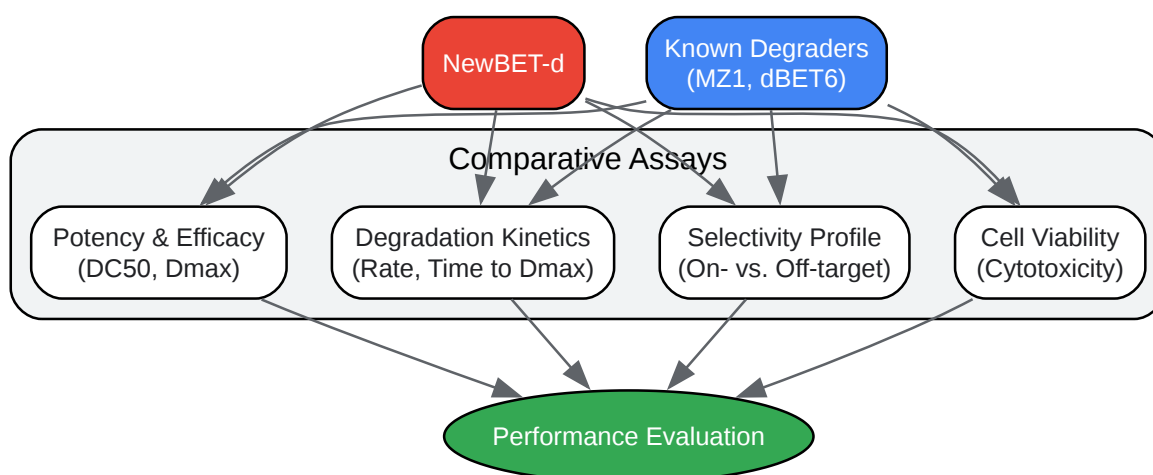 NewBET-d
Known Degraders
(MZ1, dBET6)
Comparative Assays
Potency & Efficacy
(DC50, Dmax)
Degradation Kinetics
(Rate, Time to Dmax)
Selectivity Profile
(On- vs. Off-target)
Cell Viability
(Cytotoxicity)
Performance Evaluation